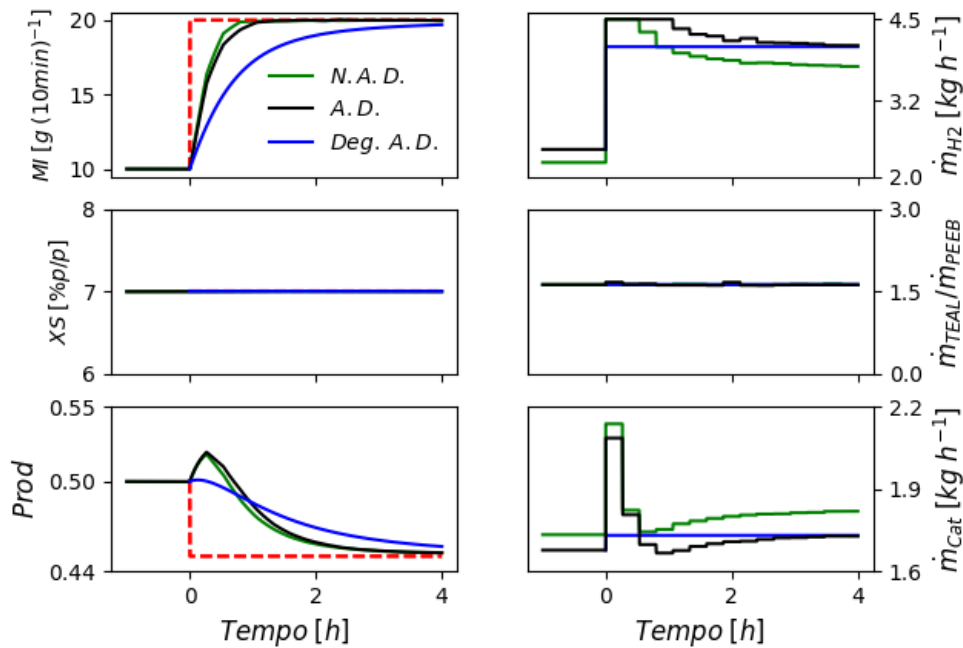 MI [g (10min)⁻¹]
20
15
10
N.A.D.
A.D.
Deg. A.D.
4.5
3.2
2.0
ṁ_H2 [kg h⁻¹]
XS [%p/p]
8
7
6
3.0
1.5
0.0
ṁ_TEAL/ṁ_PEEB
Prod
0.55
0.50
0.44
0
2
4
Tempo [h]
2.2
1.9
1.6
ṁ_Cat [kg h⁻¹]
0
2
4
Tempo [h]